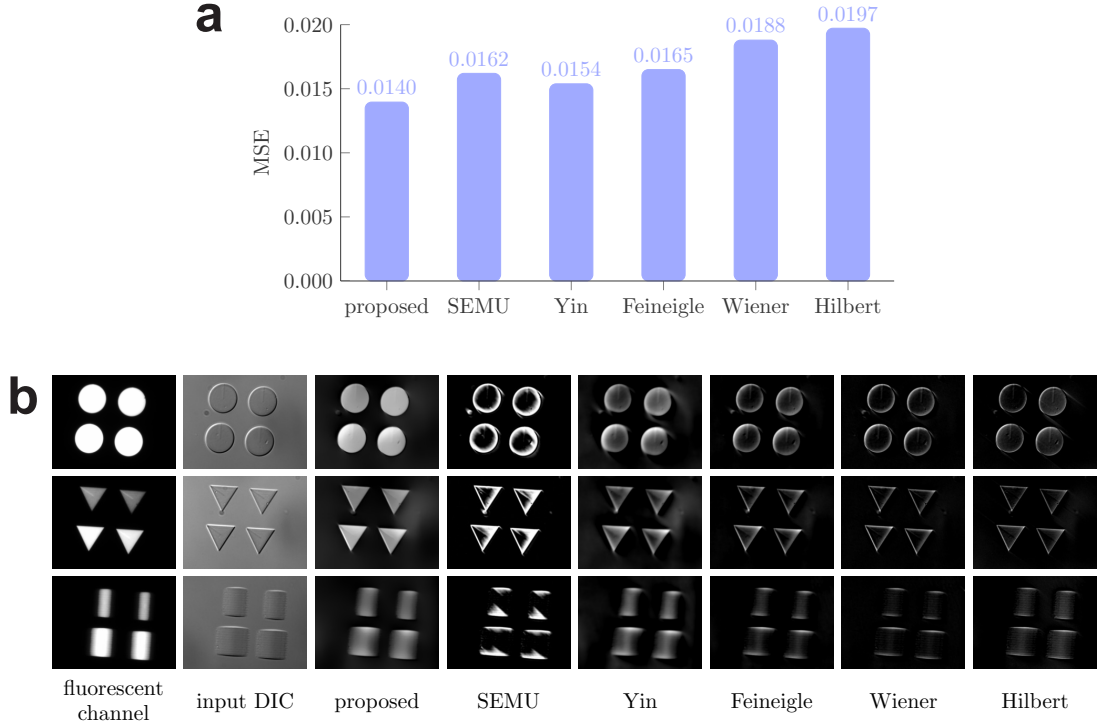 a
0.020
0.015
0.010
0.005
0.000
MSE
0.0140
0.0162
0.0154
0.0165
0.0188
0.0197
proposed SEMU Yin Feineigle Wiener Hilbert
b
fluorescent
channel
input DIC proposed SEMU Yin Feineigle Wiener Hilbert